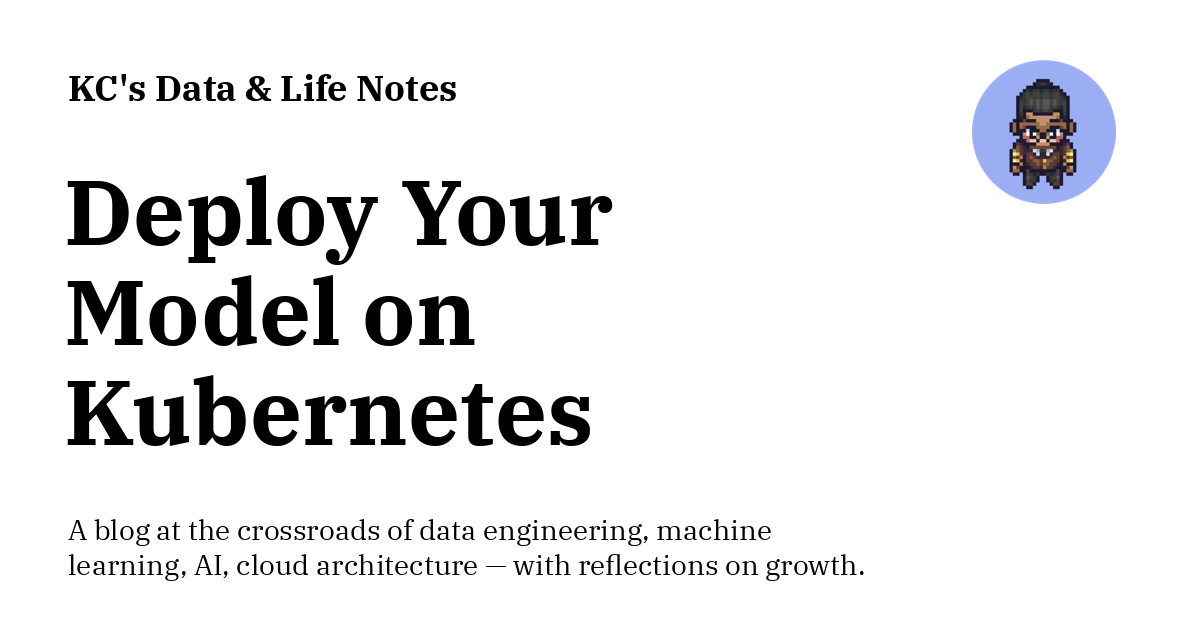 KC's Data & Life Notes
Deploy Your
Model on
Kubernetes
A blog at the crossroads of data engineering, machine
learning, AI, cloud architecture — with reflections on growth.